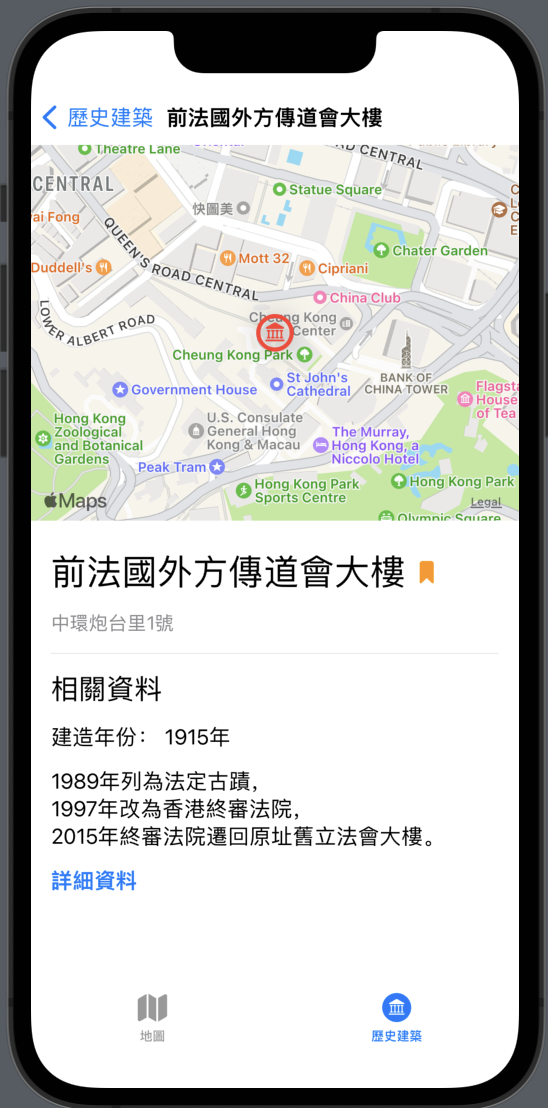 歷史建築 前法國外方傳道會大樓
Theatre Lane
CENTRAL
RD CENTRAL
Statue Square
快圖美
QUEEN'S ROAD CENTRAL
Mott 32
Chater Garden
Duddell's
Cipriani
China Club
LOWER ALBERT ROAD
Cheung Kong
Center
Cheung Kong Park
BANK OF
CHINA TOWER
St John's
Cathedral
Government House
Hong Kong
Zoological
and Botanical
Gardens
U.S. Consulate
General Hong
Kong & Macau
The Murray,
Hong Kong, a
Niccolo Hotel
House
of Tea
Peak Tram
Hong Kong Park
Sports Centre
Hong Kong Park
Maps
Legal
Olympic Square
前法國外方傳道會大樓
中環炮台里1號
相關資料
建造年份： 1915年
1989年列為法定古蹟，
1997年改為香港終審法院，
2015年終審法院遷回原址舊立法會大樓。
詳細資料
地圖
歷史建築